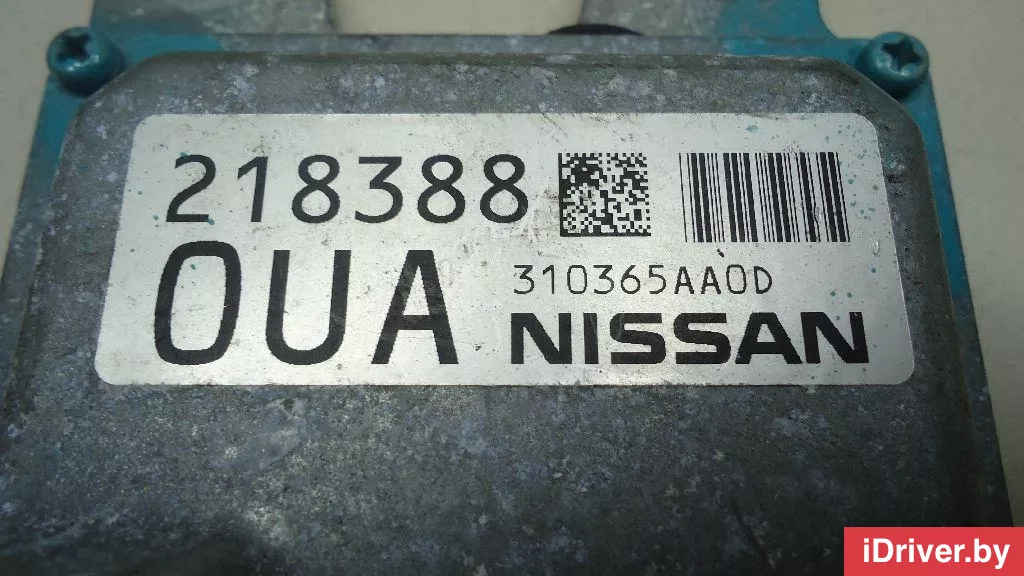 218388
0UA
310365AA0D
NISSAN
iDriver.by